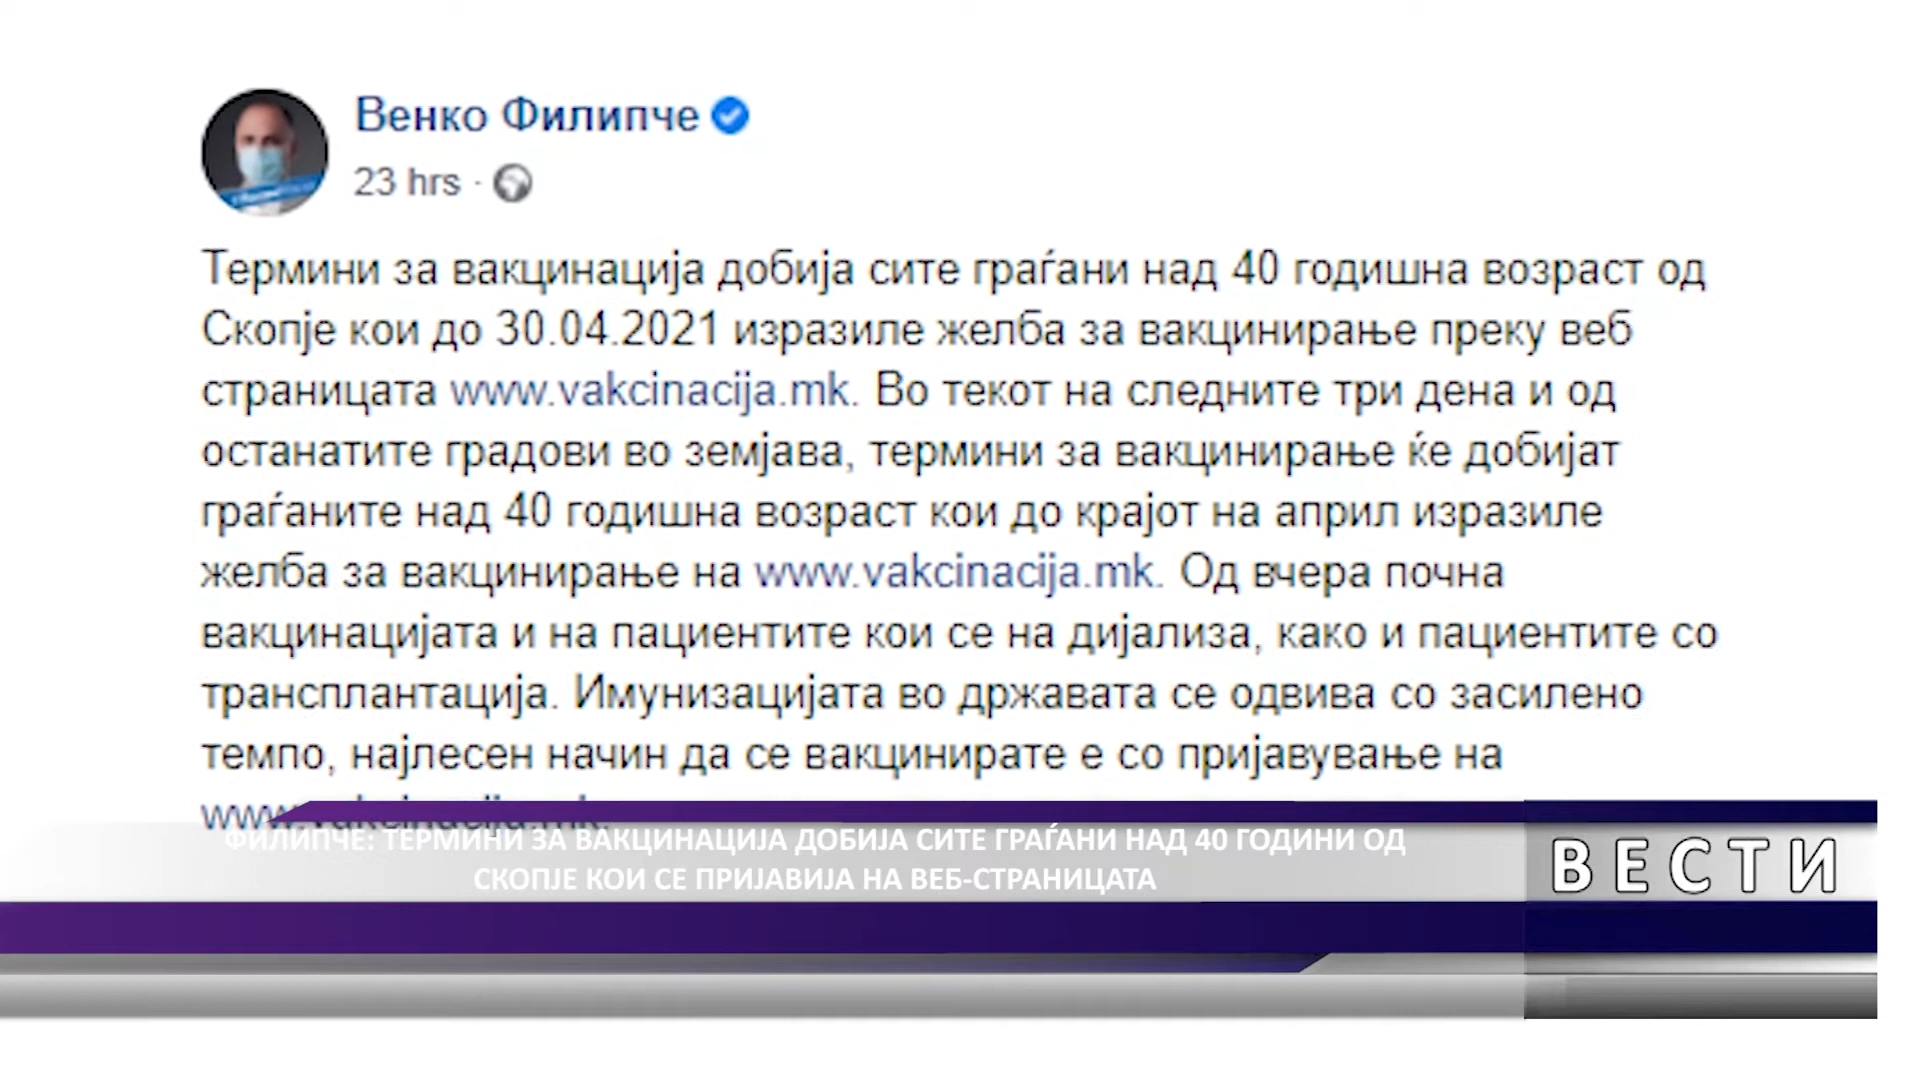 Венко Филипче
23 hrs ·
Термини за вакцинација добија сите граѓани над 40 годишна возраст од
Скопје кои до 30.04.2021 изразиле желба за вакцинирање преку веб
страницата www.vakcinacija.mk. Во текот на следните три дена и од
останатите градови во земјава, термини за вакцинирање ќе добијат
граѓаните над 40 годишна возраст кои до крајот на април изразиле
желба за вакцинирање на www.vakcinacija.mk. Од вчера почна
вакцинацијата и на пациентите кои се на дијализа, како и пациентите со
трансплантација. Имунизацијата во државата се одвива со засилено
темпо, најлесен начин да се вакцинирате е со пријавување на
www.vakcinacija.mk.
ФИЛИПЧЕ: ТЕРМИНИ ЗА ВАКЦИНАЦИЈА ДОБИЈА СИТЕ ГРАЃАНИ НАД 40 ГОДИНИ ОД
СКОПЈЕ КОИ СЕ ПРИЈАВИЈА НА ВЕБ-СТРАНИЦАТА
ВЕСТИ